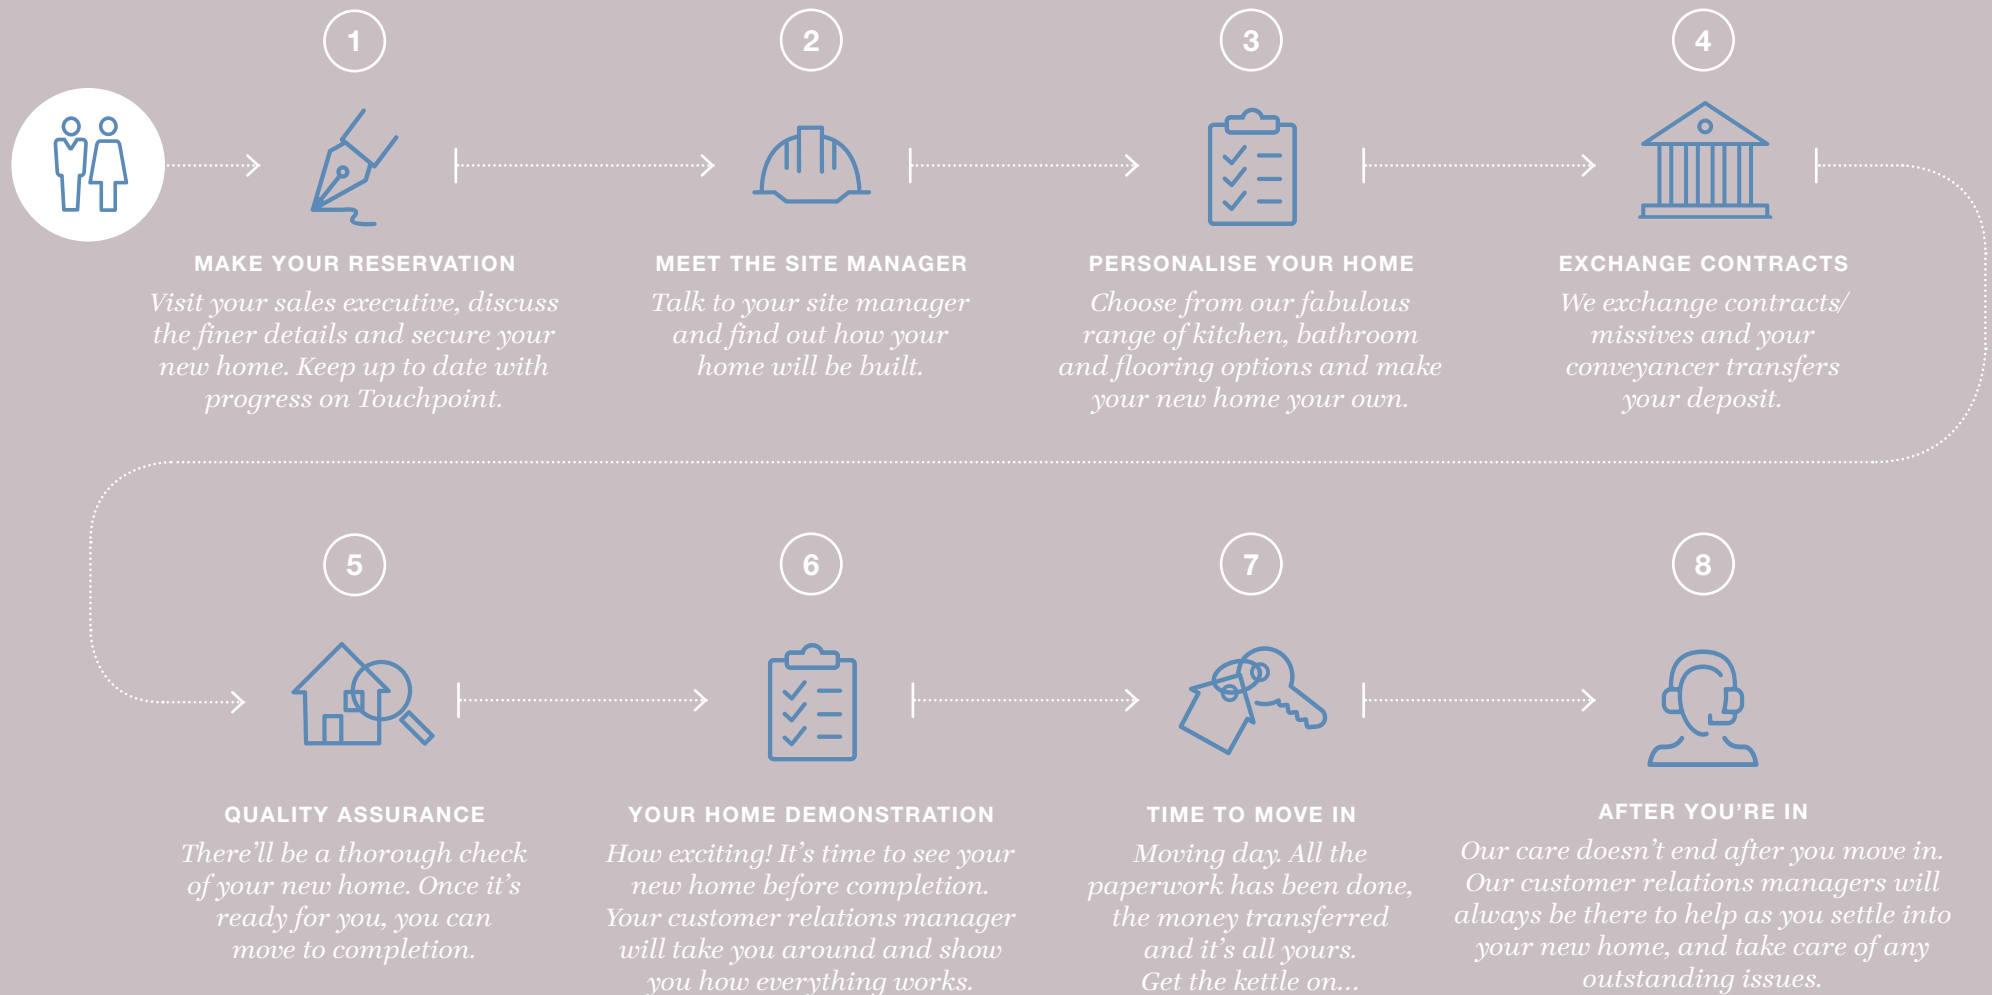 1
MAKE YOUR RESERVATION
Visit your sales executive, discuss
the finer details and secure your
new home. Keep up to date with
progress on Touchpoint.
2
MEET THE SITE MANAGER
Talk to your site manager
and find out how your
home will be built.
3
PERSONALISE YOUR HOME
Choose from our fabulous
range of kitchen, bathroom
and flooring options and make
your new home your own.
4
EXCHANGE CONTRACTS
We exchange contracts/
missives and your
conveyancer transfers
your deposit.
5
QUALITY ASSURANCE
There’ll be a thorough check
of your new home. Once it’s
ready for you, you can
move to completion.
6
YOUR HOME DEMONSTRATION
How exciting! It’s time to see your
new home before completion.
Your customer relations manager
will take you around and show
you how everything works.
7
TIME TO MOVE IN
Moving day. All the
paperwork has been done,
the money transferred
and it’s all yours.
Get the kettle on…
8
AFTER YOU’RE IN
Our care doesn’t end after you move in.
Our customer relations managers will
always be there to help as you settle into
your new home, and take care of any
outstanding issues.